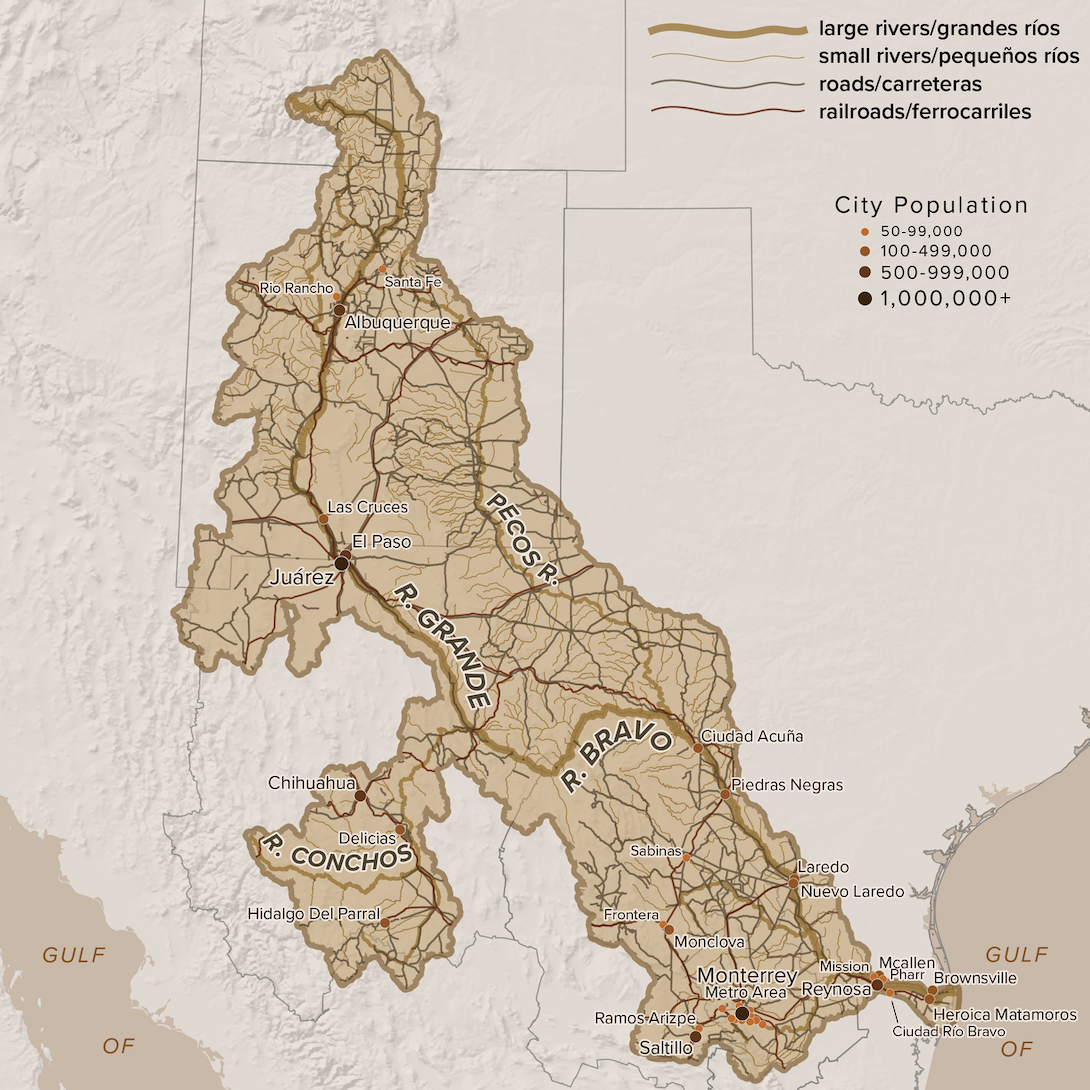 large rivers/grandes ríos
small rivers/pequeños ríos
roads/carreteras
railroads/ferrocarriles
City Population
50-99,000
100-499,000
500-999,000
1,000,000+
Santa Fe
Rio Rancho
Albuquerque
PECOS R.
Las Cruces
El Paso
Juárez
R. GRANDE
R. BRAVO
Ciudad Acuña
Chihuahua
Piedras Negras
Delicias
R. CONCHOS
Sabinas
Laredo
Nuevo Laredo
Hidalgo Del Parral
Frontera
Monclova
GULF
GULF
Mission
Mcallen
Pharr
Monterrey
Metro Area
Reynosa
Brownsville
Ramos Arizpe
Heroica Matamoros
Ciudad Río Bravo
Saltillo
OF
OF